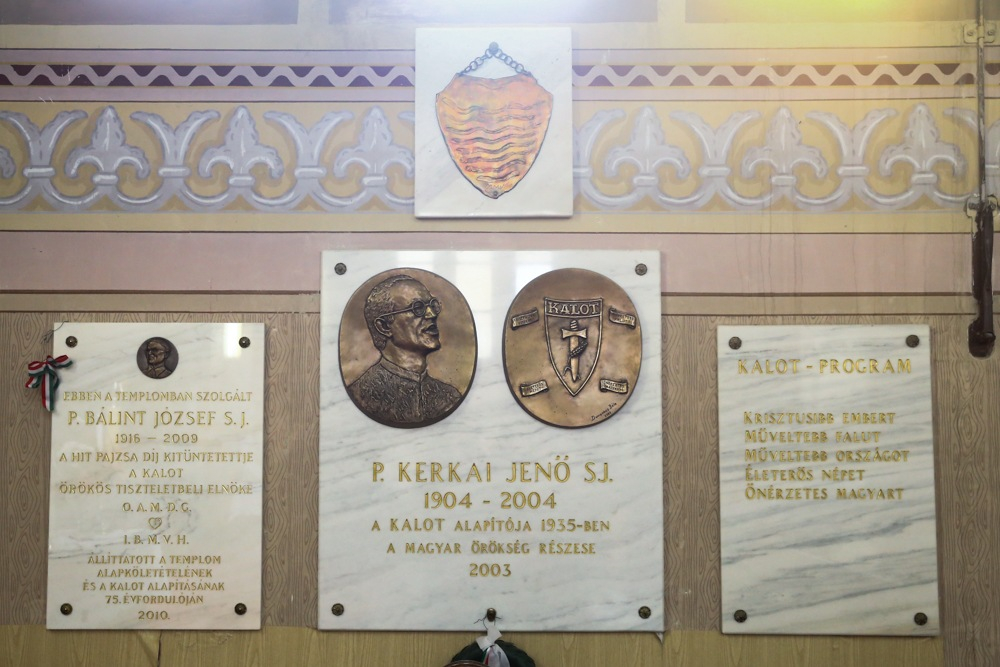 EBBEN A TEMPLOMBAN SZOLGÁLT
P. BÁLINT JÓZSEF S.J.
1916 – 2009
A HIT PAJZSA DÍJ KITÜNTETETTJE
A KALOT
ÖRÖKÖS TISZTELETBELI ELNÖKE
O. A. M. D. G.
I. B. M. V. H.
ÁLLÍTTATOTT A TEMPLOM
ALAPKŐLETÉTELÉNEK
ÉS A KALOT ALAPÍTÁSÁNAK
75. ÉVFORDULÓJÁN
2010.
KALOT
P. KERKAI JENŐ SJ.
1904 - 2004
A KALOT ALAPÍTÓJA 1935-BEN
A MAGYAR ÖRÖKSÉG RÉSZESE
2003
KALOT - PROGRAM
KRISZTUSIBB EMBERT
MŰVELTEBB FALUT
MŰVELTEBB ORSZÁGOT
ÉLETERŐS NÉPET
ÖNÉRZETES MAGYART